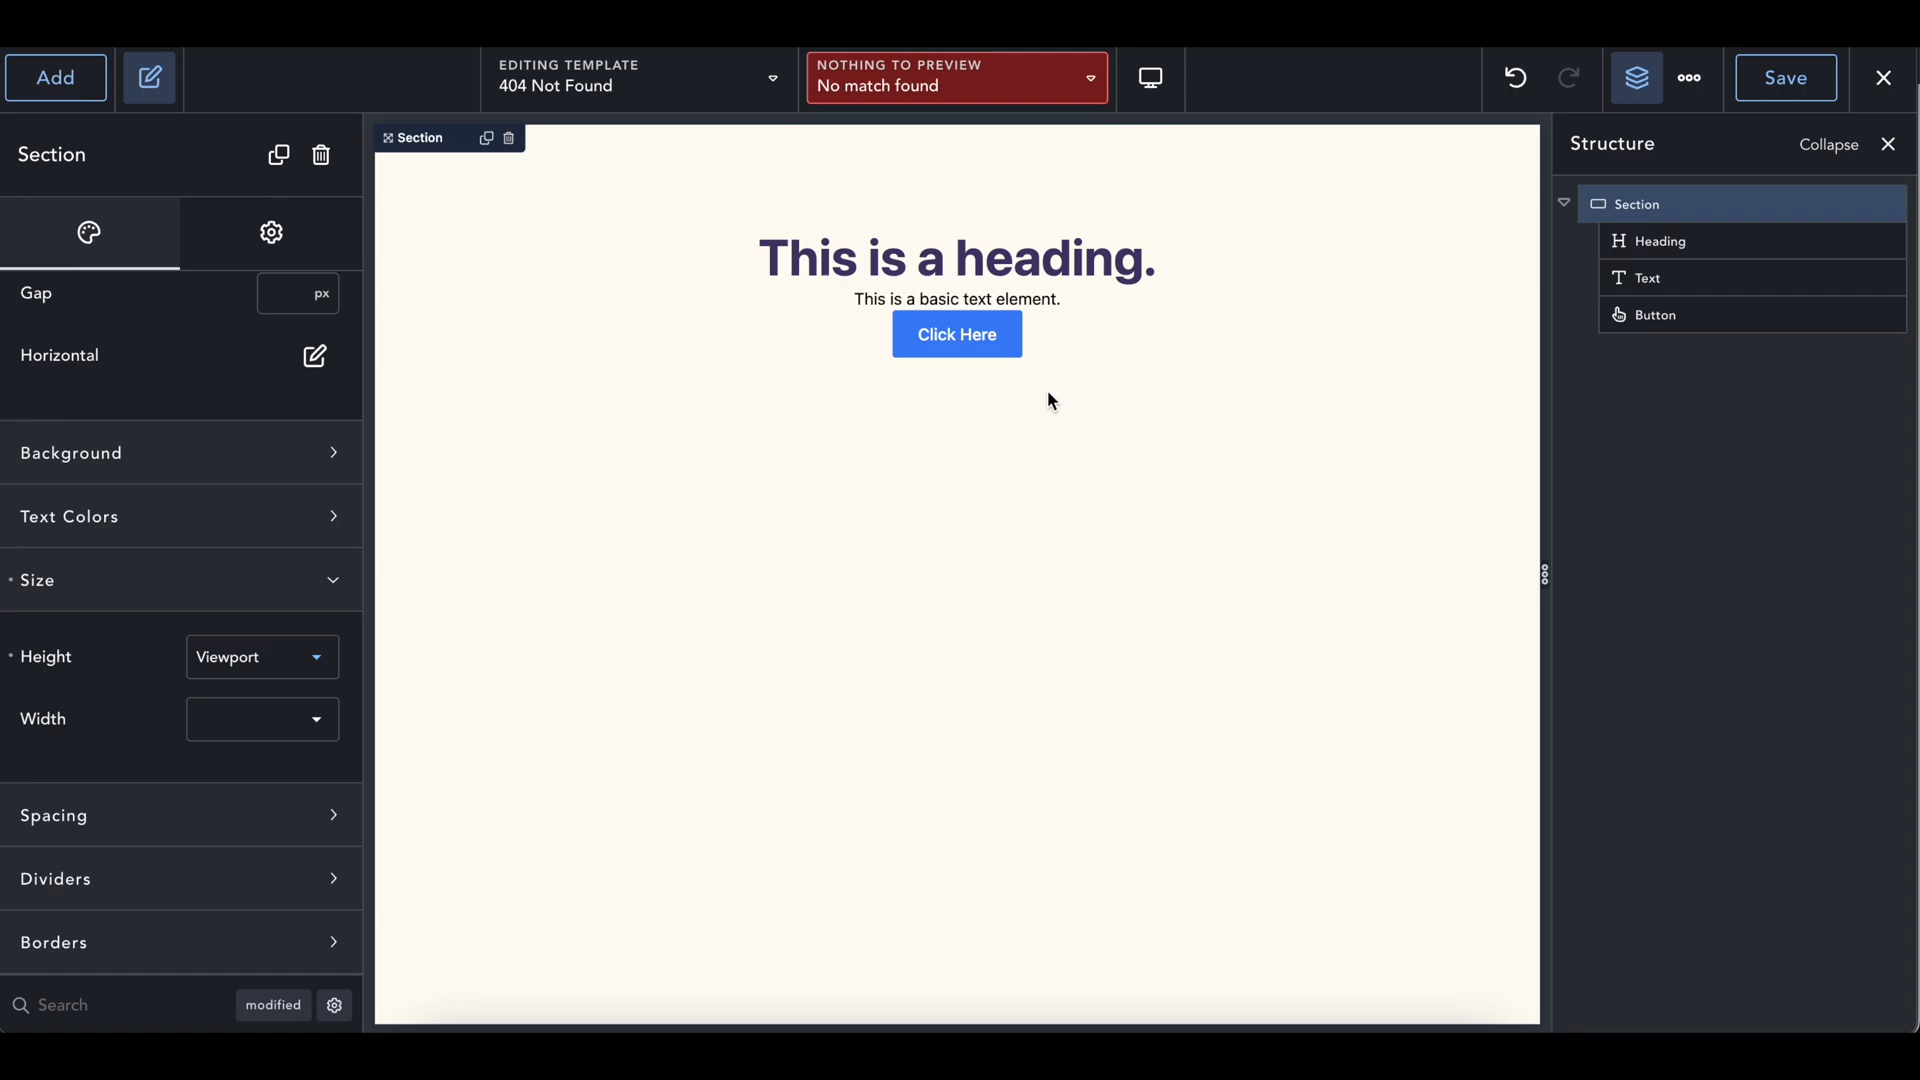 Add
EDITING TEMPLATE
404 Not Found
NOTHING TO PREVIEW
No match found
Save
Section
Gap
px
Horizontal
Background
Text Colors
Size
Height
Viewport
Width
Spacing
Dividers
Borders
Search
modified
Section
This is a heading.
This is a basic text element.
Click Here
Structure
Collapse
Section
H Heading
T Text
Button